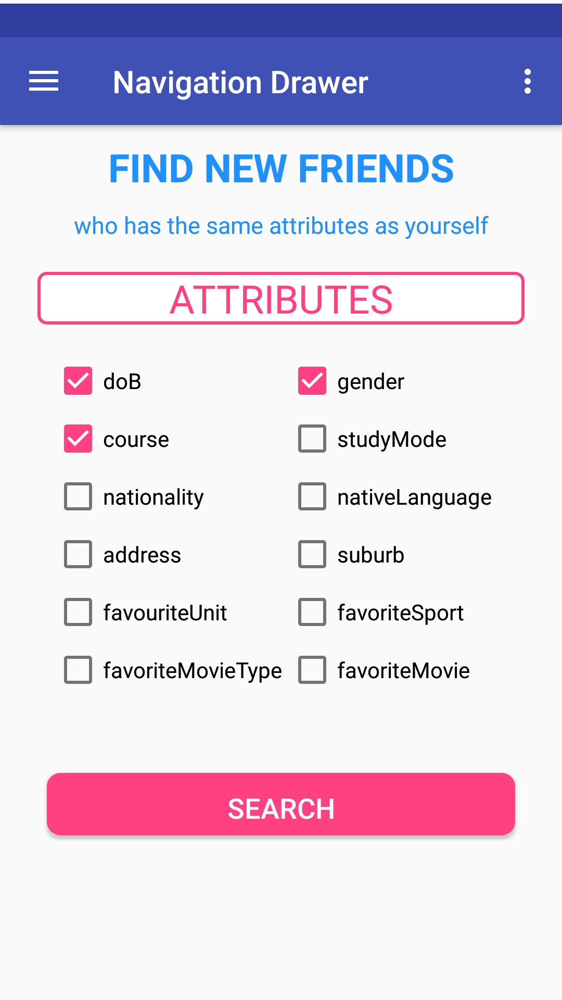 Navigation Drawer
FIND NEW FRIENDS
who has the same attributes as yourself
ATTRIBUTES
doB gender
course studyMode
nationality nativeLanguage
address suburb
favouriteUnit favoriteSport
favoriteMovieType favoriteMovie
SEARCH